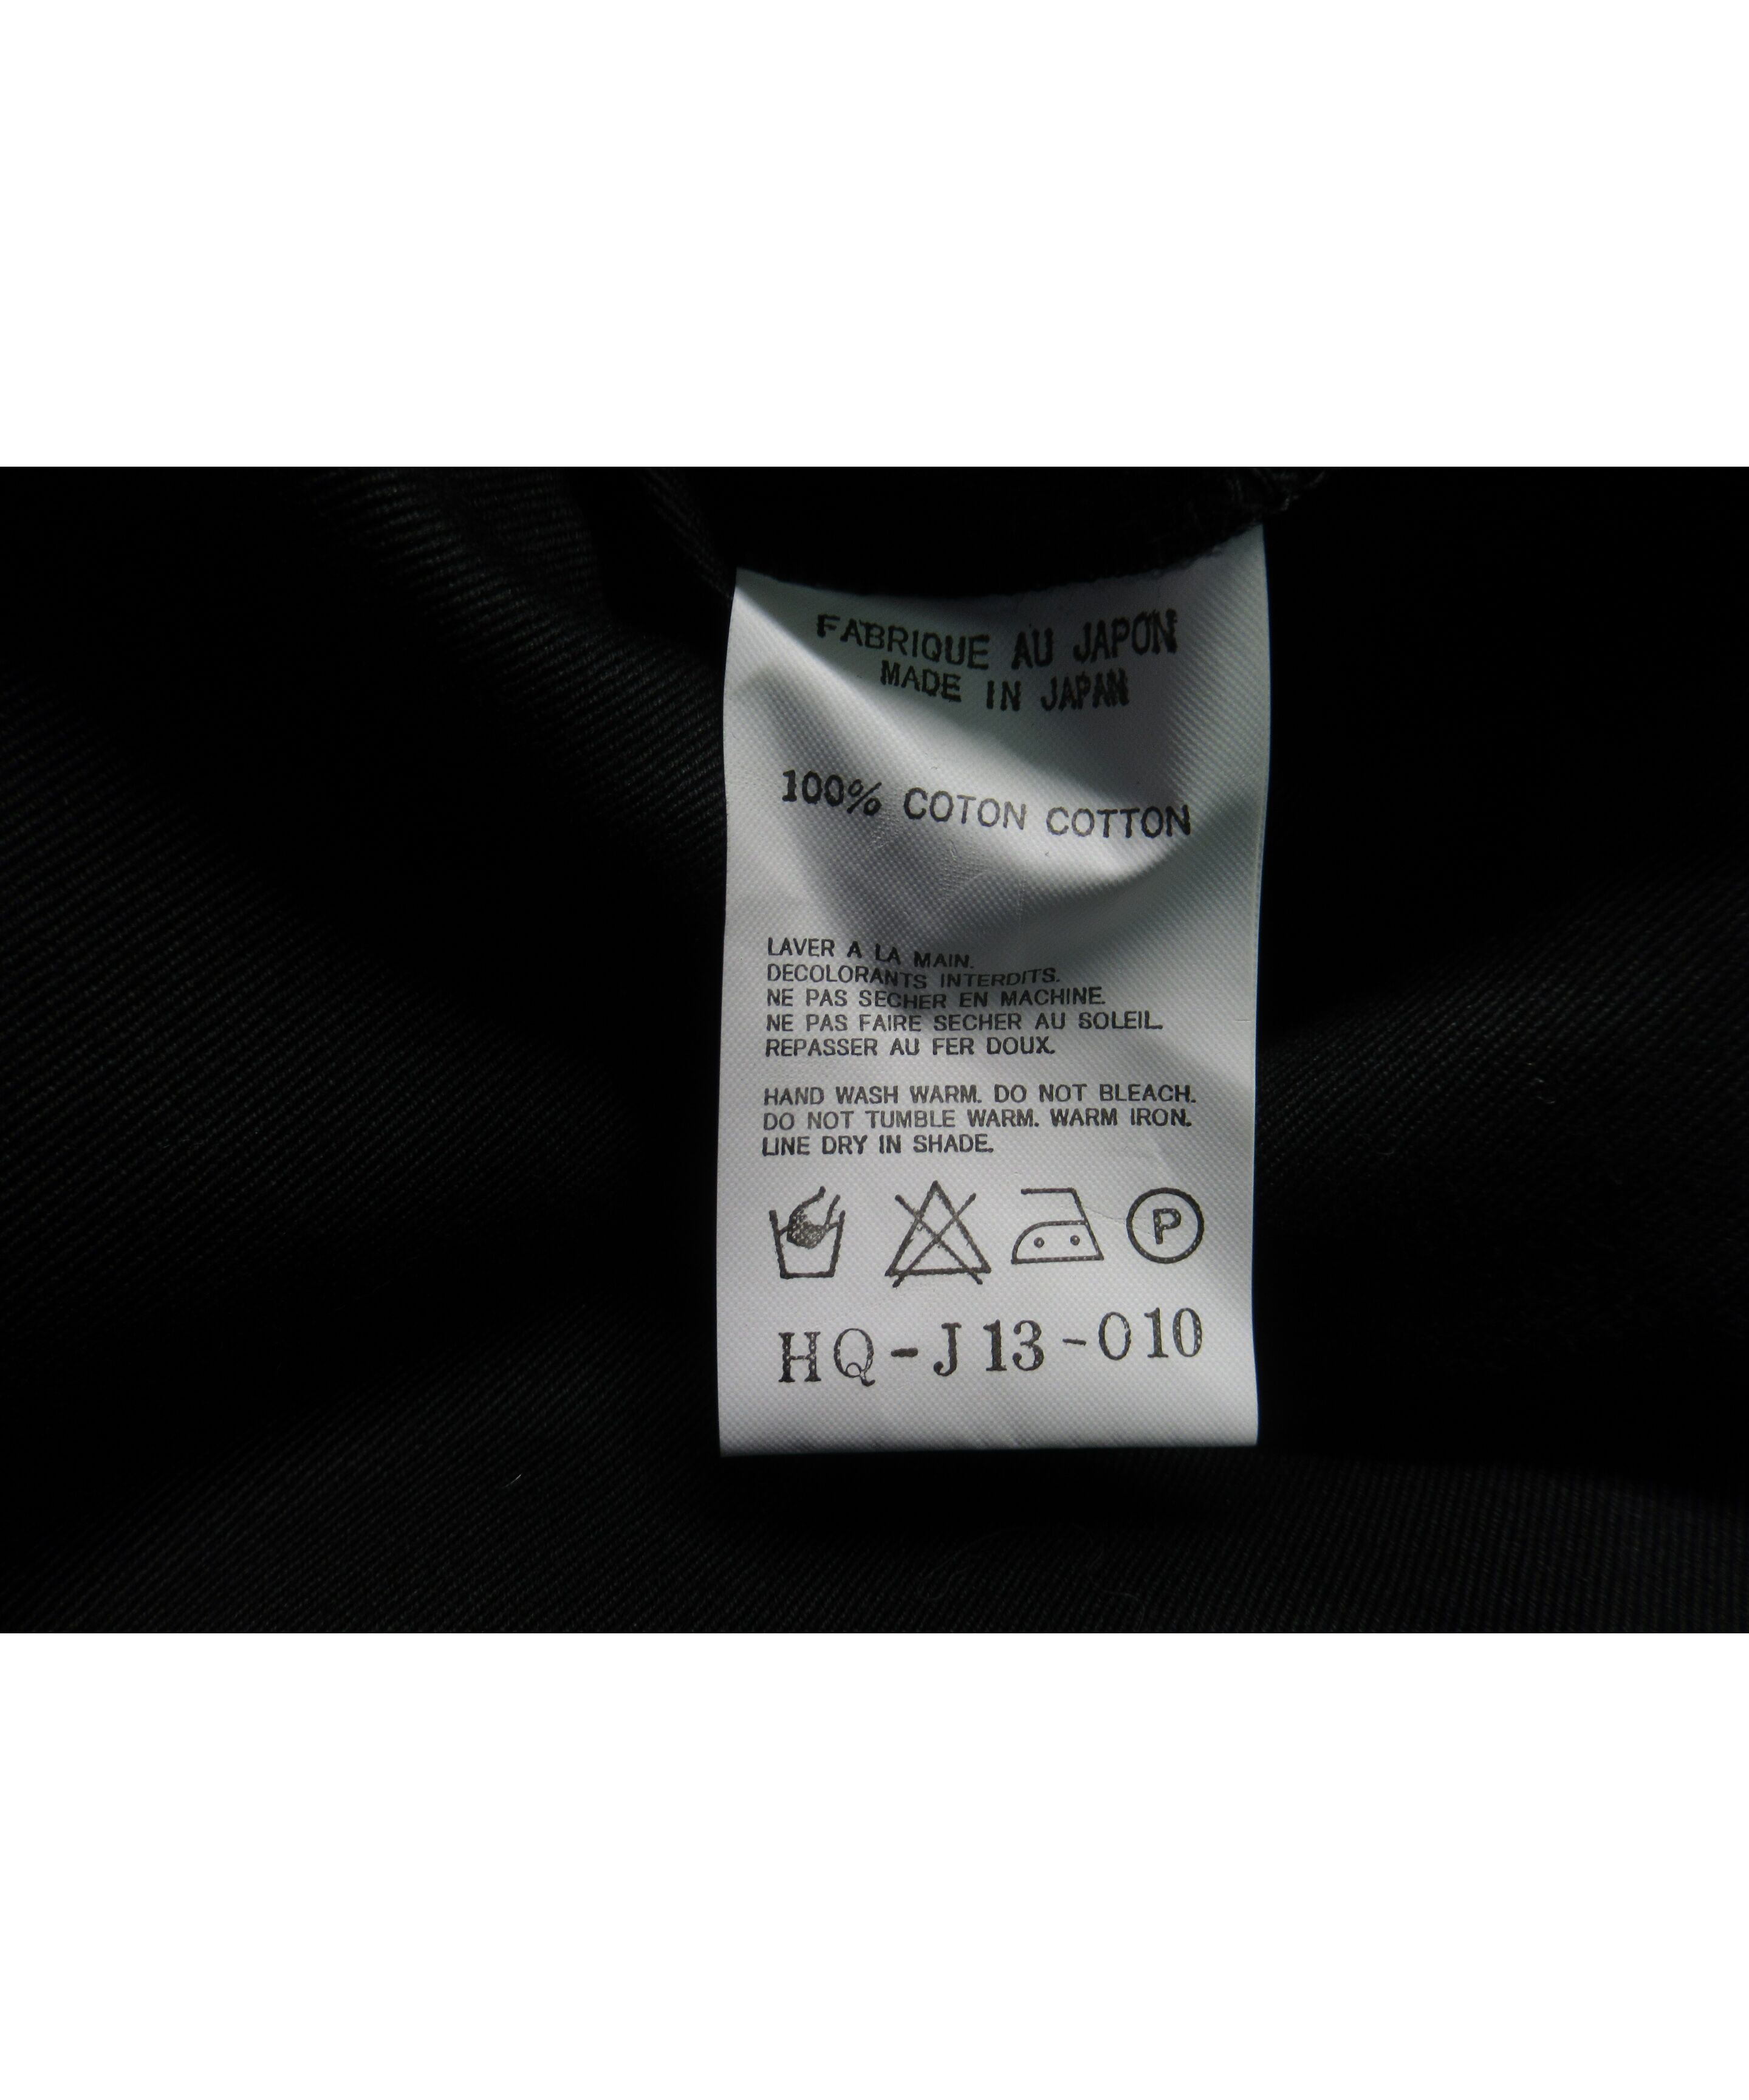 FABRIQUE AU JAPON
MADE IN JAPAN
100% COTON COTTON
LAVER A LA MAIN.
DECOLORANTS INTERDITS.
NE PAS SECHER EN MACHINE.
NE PAS FAIRE SECHER AU SOLEIL.
REPASSER AU FER DOUX.
HAND WASH WARM. DO NOT BLEACH.
DO NOT TUMBLE WARM. WARM IRON.
LINE DRY IN SHADE.
P
HQ-J13-010